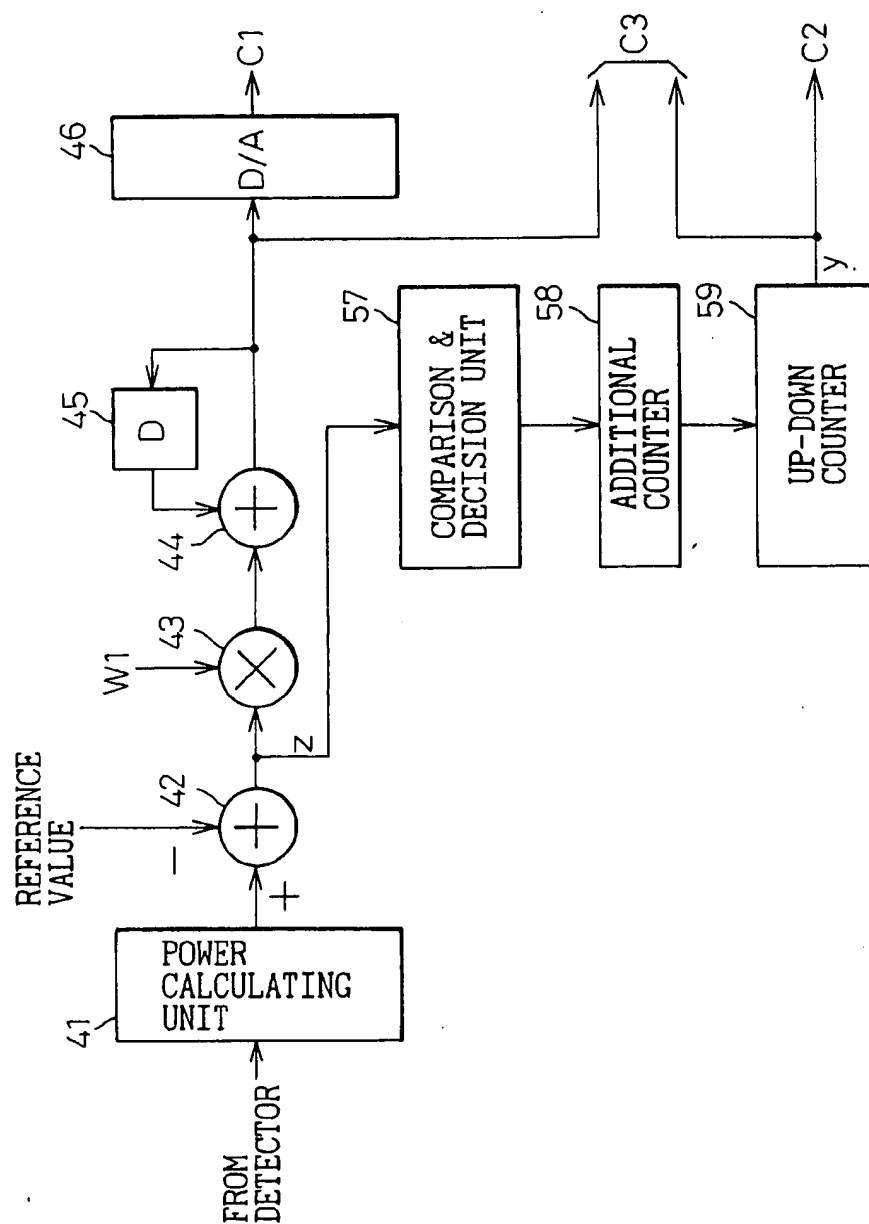 FROM
DETECTOR
41
POWER
CALCULATING
UNIT
REFERENCE
VALUE
-
+
42
+
z
W1
43
×
44
+
45
D
46
D/A
C1
57
COMPARISON &
DECISION UNIT
58
ADDITIONAL
COUNTER
59
UP-DOWN
COUNTER
y
C3
C2